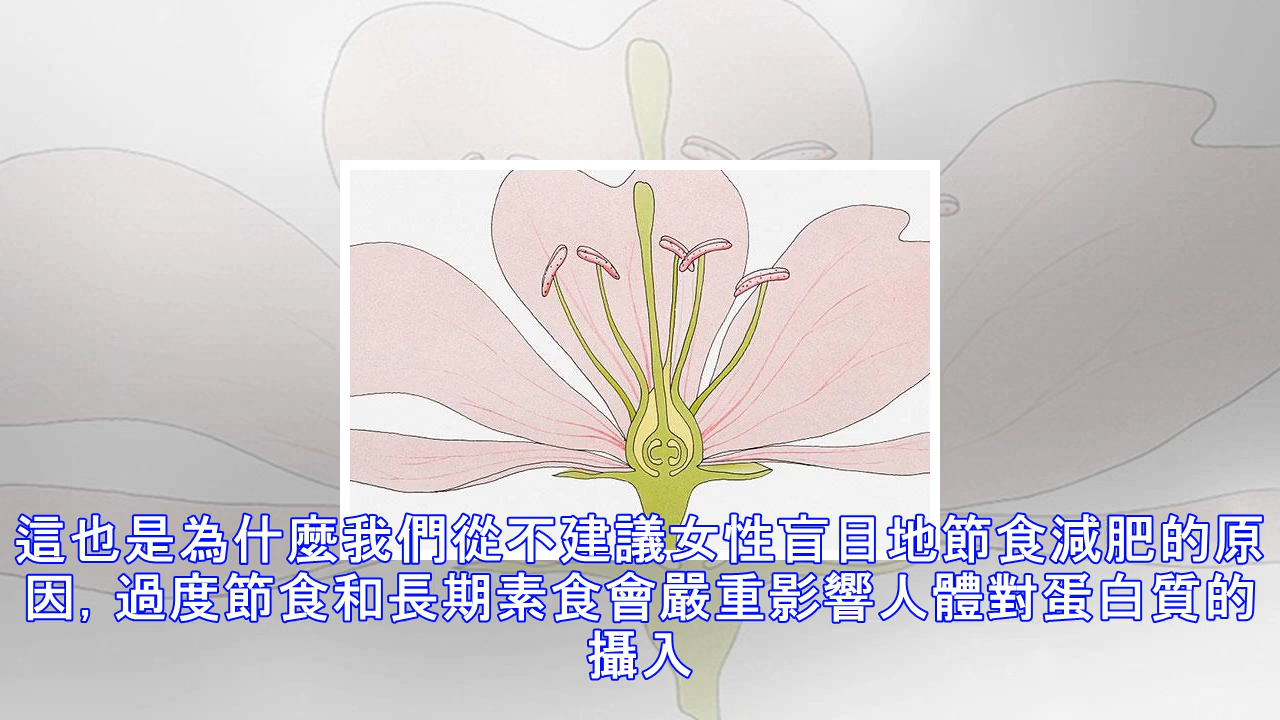 這也是為什麼我們從不建議女性盲目地節食減肥的原
因, 過度節食和長期素食會嚴重影響人體對蛋白質的
攝入